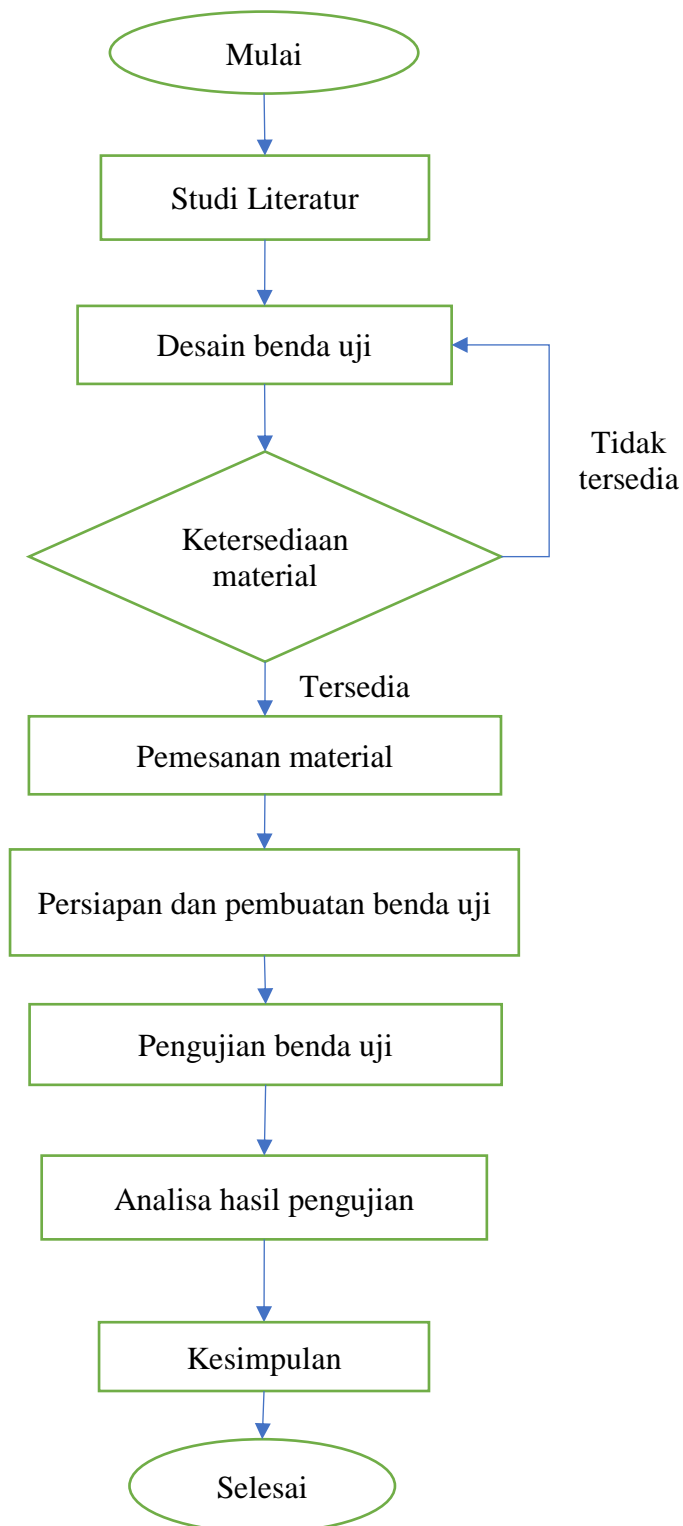 Mulai
Studi Literatur
Desain benda uji
Tidak
tersedia
Ketersediaan
material
Tersedia
Pemesanan material
Persiapan dan pembuatan benda uji
Pengujian benda uji
Analisa hasil pengujian
Kesimpulan
Selesai